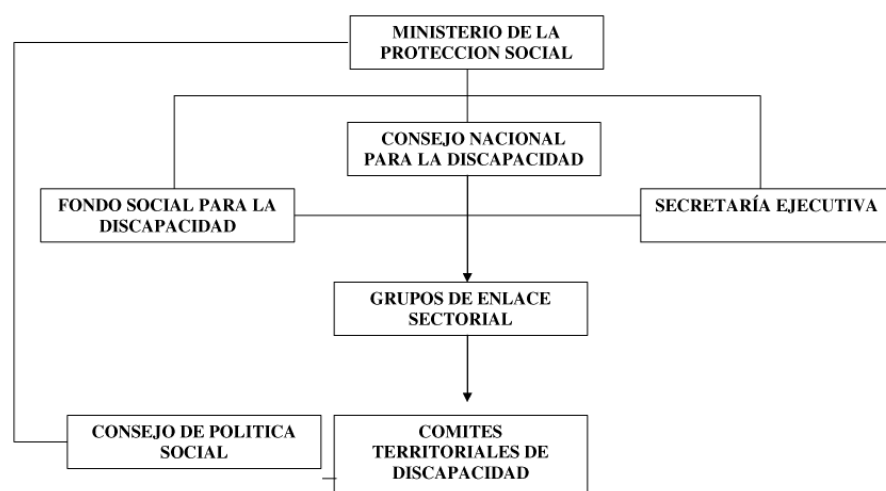 MINISTERIO DE LA
PROTECCION SOCIAL
CONSEJO NACIONAL
PARA LA DISCAPACIDAD
FONDO SOCIAL PARA LA
DISCAPACIDAD
SECRETARÍA EJECUTIVA
GRUPOS DE ENLACE
SECTORIAL
CONSEJO DE POLITICA
SOCIAL
COMITES
TERRITORIALES DE
DISCAPACIDAD